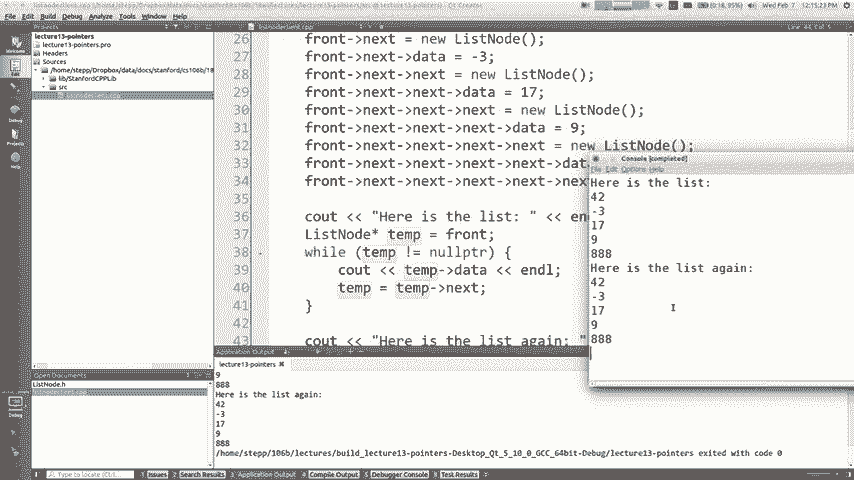 Wed Feb 7 12:15:23 PM
File Edit Build Debug Analyze Tools Window Help
Projects
lecture13-pointers
lecture13-pointers.pro
Headers
Sources
/home/stepp/Dropbox/data/docs/stanford/cs106b/18
lib/StanfordCPPLib
src
Welcome
Edit
Debug
Projects
Help
26 front->next = new ListNode();
27 front->next->data = -3;
28 front->next->next = new ListNode();
29 front->next->next->data = 17;
30 front->next->next->next = new ListNode();
31 front->next->next->next->data = 9;
32 front->next->next->next->next = new ListNode();
33 front->next->next->next->next->dat
34 front->next->next->next->next->nex
35
36 cout << "Here is the list: " << en
37 ListNode* temp = front;
38 while (temp != nullptr) {
39 cout << temp->data << endl;
40 temp = temp->next;
41 }
42
43 cout << "Here is the list again: "
Console [completed]
File Edit Options Help
Here is the list:
42
-3
17
9
888
Here is the list again:
42
-3
17
9
888
Application Output
lecture13-pointers
9
888
Here is the list again:
42
-3
17
9
888
/home/stepp/106b/lectures/build_lecture13-pointers-Desktop_Qt_5_10_0_GCC_64bit-Debug/lecture13-pointers exited with code 0
Open Documents
ListNode.h
Debug
Type to locate (Ctrl+...)
1 Issues
2 Search Results
3 Application Output
4 Compile Output
5 Debugger Console
8 Test Results